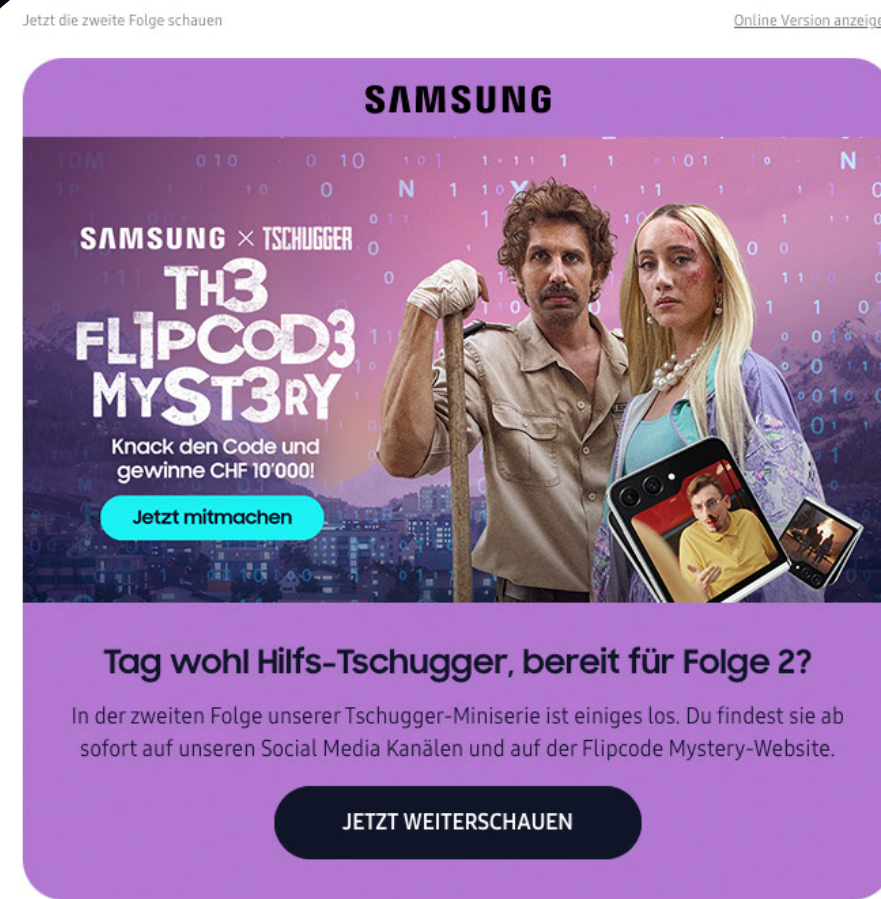 Jetzt die zweite Folge schauen
Online Version anzeige
SAMSUNG
SAMSUNG × TSCHUGGER
TH3
FL1PCOD3
MYST3RY
Knack den Code und
gewinne CHF 10'000!
Jetzt mitmachen
Tag wohl Hilfs-Tschugger, bereit für Folge 2?
In der zweiten Folge unserer Tschugger-Miniserie ist einiges los. Du findest sie ab
sofort auf unseren Social Media Kanälen und auf der Flipcode Mystery-Website.
JETZT WEITERSCHAUEN